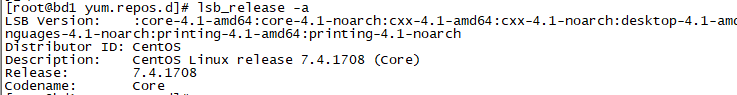 [root@bd1 yum.repos.d]# lsb_release -a
LSB Version:    :core-4.1-amd64:core-4.1-noarch:cxx-4.1-amd64:cxx-4.1-noarch:desktop-4.1-amd
nguages-4.1-noarch:printing-4.1-amd64:printing-4.1-noarch
Distributor ID: CentOS
Description:    CentOS Linux release 7.4.1708 (Core)
Release:        7.4.1708
Codename:       Core